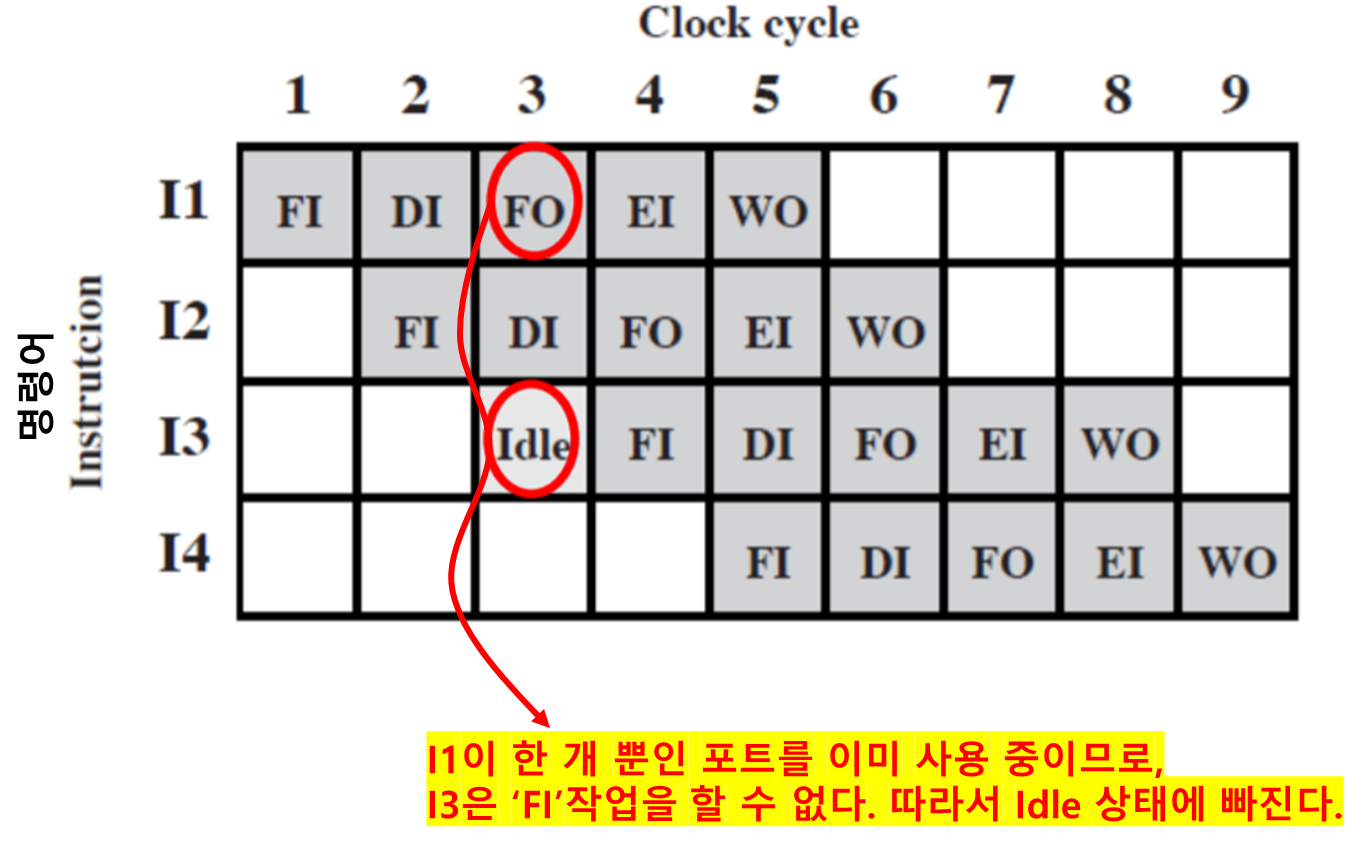 Clock cycle
1 2 3 4 5 6 7 8 9
명령어
Instrutcion
I1 FI DI FO EI WO
I2 FI DI FO EI WO
I3 Idle FI DI FO EI WO
I4 FI DI FO EI WO
I1이 한 개 뿐인 포트를 이미 사용 중이므로,
I3은 ‘FI’작업을 할 수 없다. 따라서 Idle 상태에 빠진다.